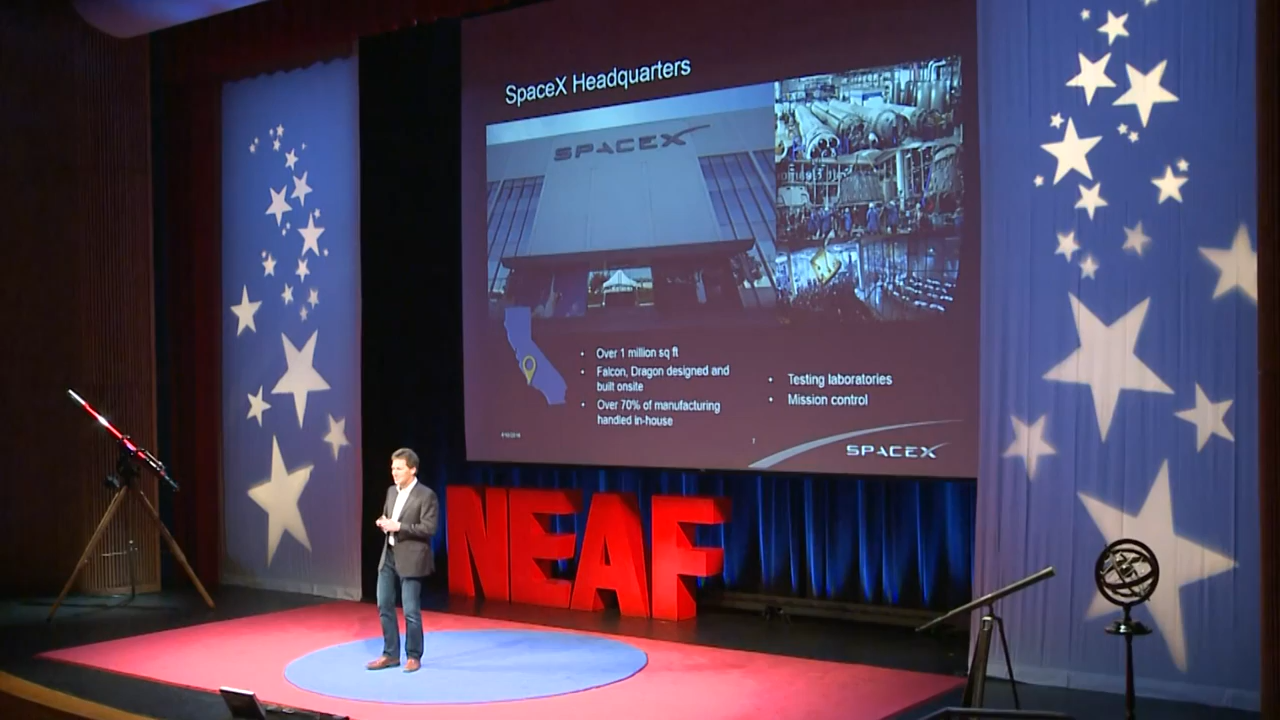 SpaceX Headquarters
SPACEX
• Over 1 million sq ft
• Falcon, Dragon designed and
built onsite
• Over 70% of manufacturing
handled in-house
• Testing laboratories
• Mission control
SPACEX
NEAF